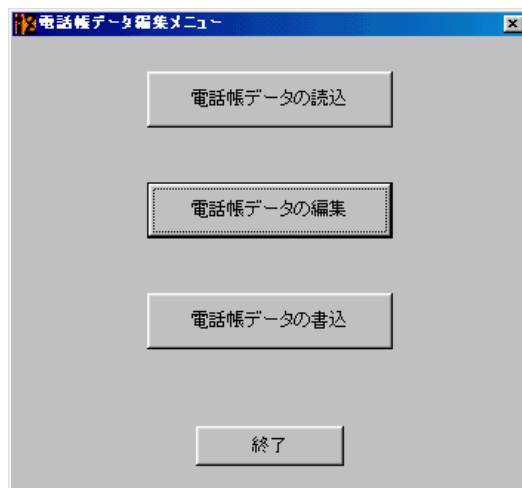 電話帳データ編集メニュー
電話帳データの読込
電話帳データの編集
電話帳データの書込
終了